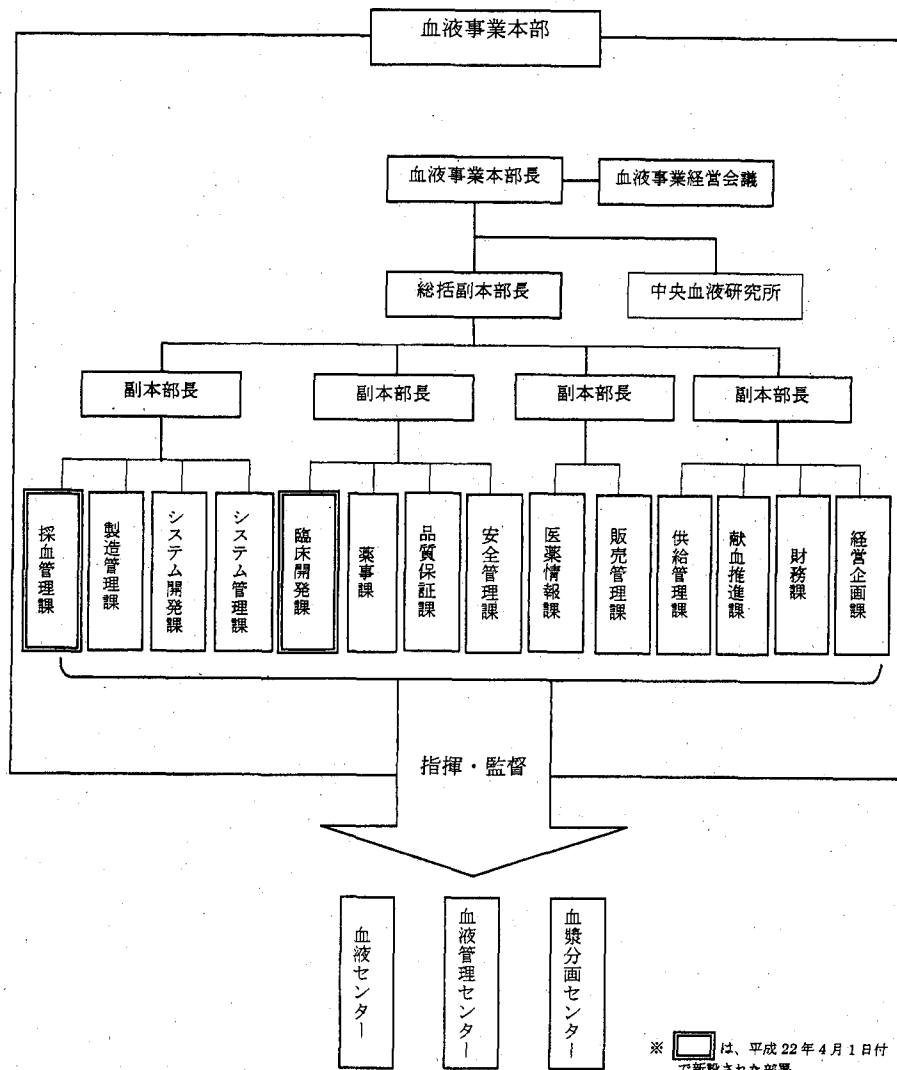 血液事業本部
血液事業本部長
血液事業経営会議
総括副本部長
中央血液研究所
副本部長
副本部長
副本部長
副本部長
採血管理課
製造管理課
システム開発課
システム管理課
臨床開発課
薬事課
品質保証課
安全管理課
医薬情報課
販売管理課
供給管理課
献血推進課
財務課
経営企画課
指揮・監督
血液センター
血液管理センター
血漿分画センター
※ は、平成22年4月1日付
で新設された部署